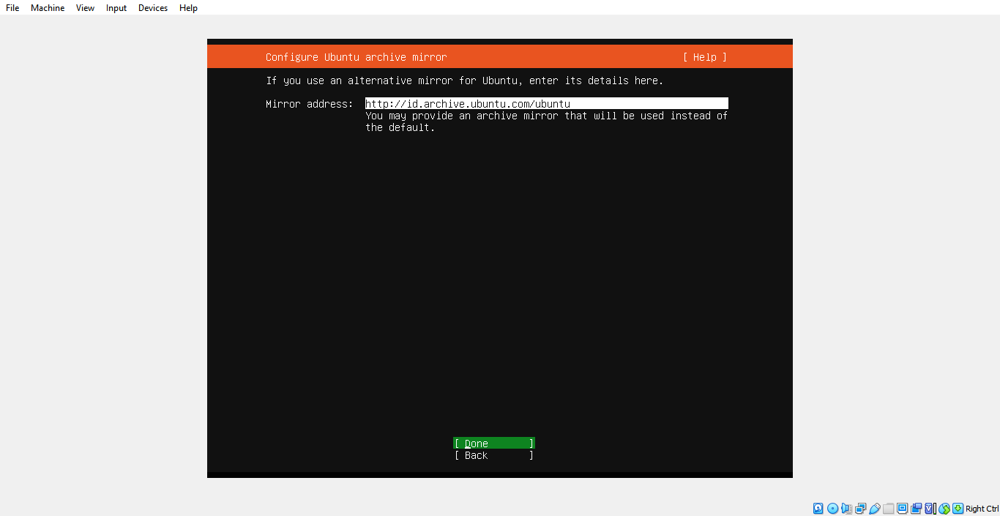 File Machine View Input Devices Help
Configure Ubuntu archive mirror [ Help ]
If you use an alternative mirror for Ubuntu, enter its details here.
Mirror address: http://id.archive.ubuntu.com/ubuntu
You may provide an archive mirror that will be used instead of
the default.
[ Done ]
[ Back ]
Right Ctrl